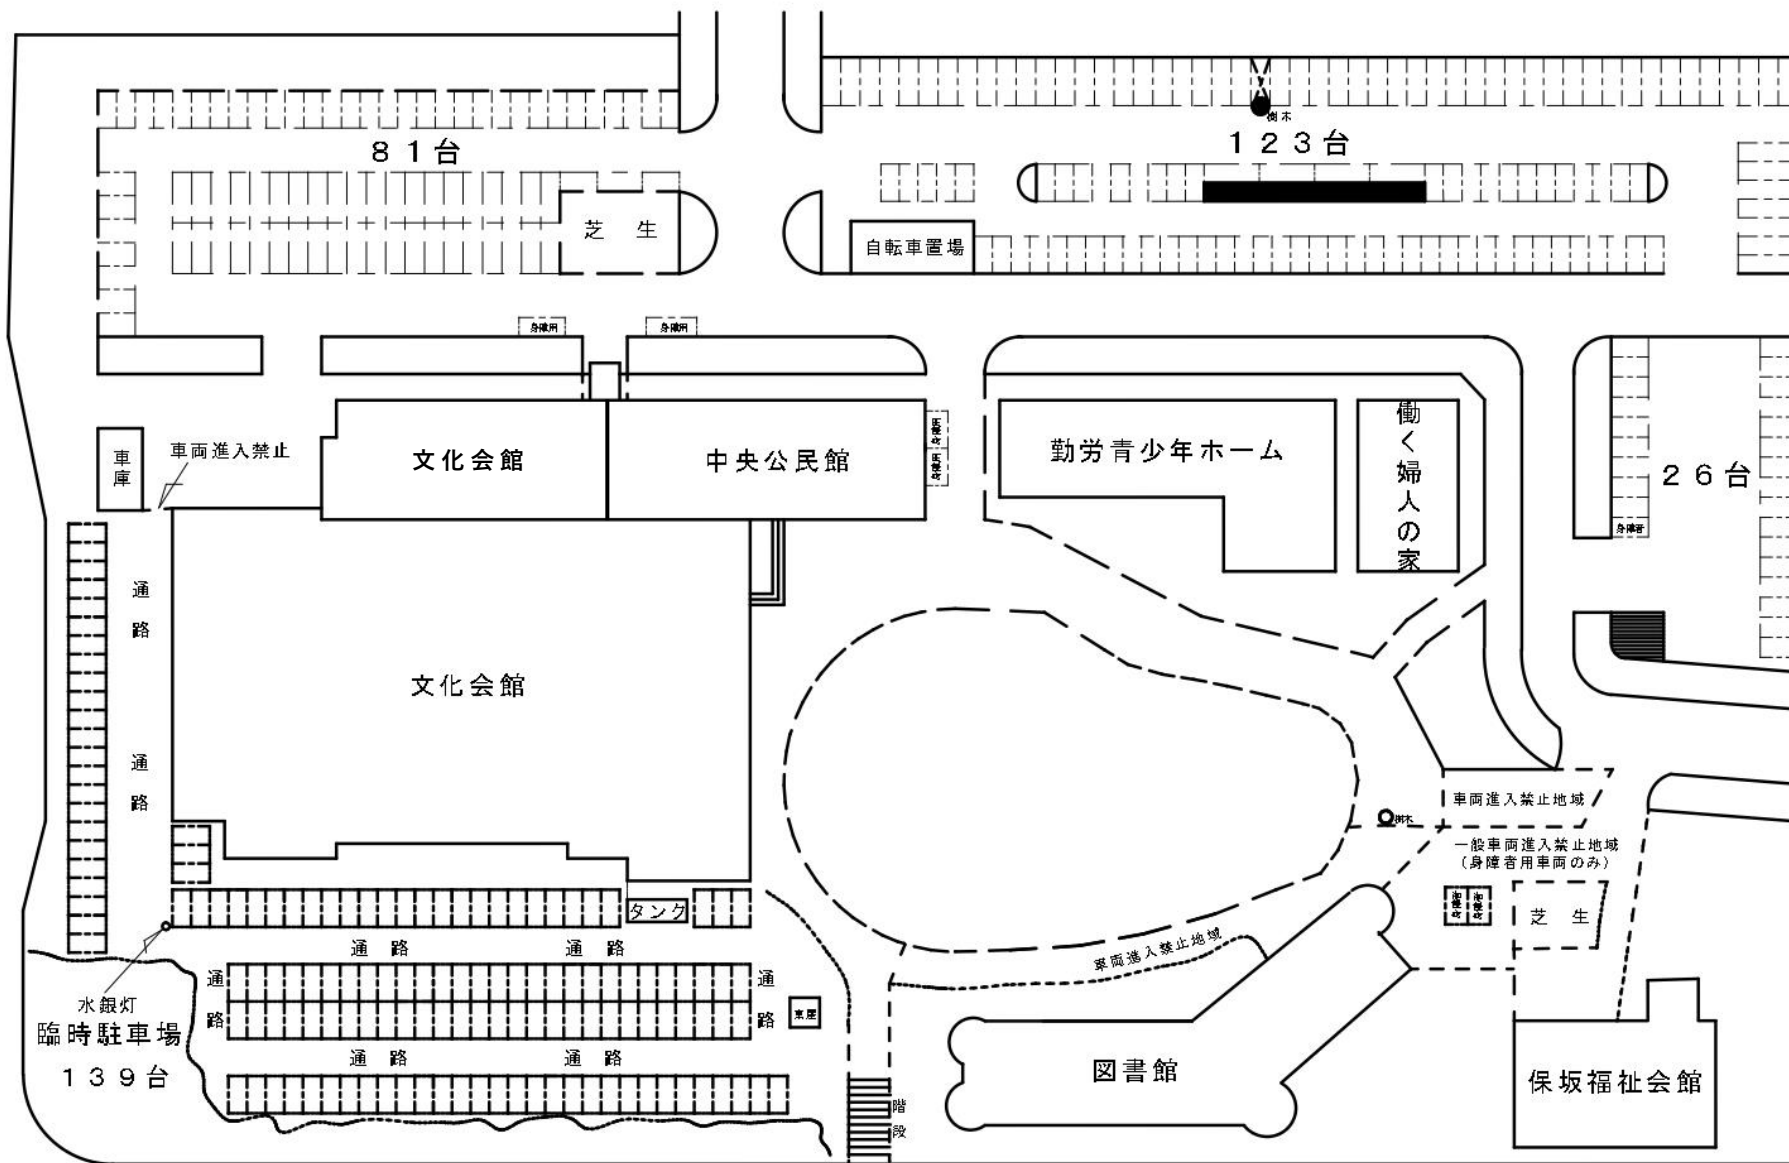 樹木
８１台
１２３台
芝　生
自転車置場
身障用
身障用
車庫
車両進入禁止
文化会館
中央公民館
勤労青少年ホーム
働く婦人の家
２６台
身障者
通路
文化会館
通路
車両進入禁止地域
樹木
一般車両進入禁止地域
（身障者用車両のみ）
タンク
芝　生
通　路
通　路
車両進入禁止地域
通路
通路
水銀灯
臨時駐車場
１３９台
東屋
通　路
通　路
図書館
保坂福祉会館
階段